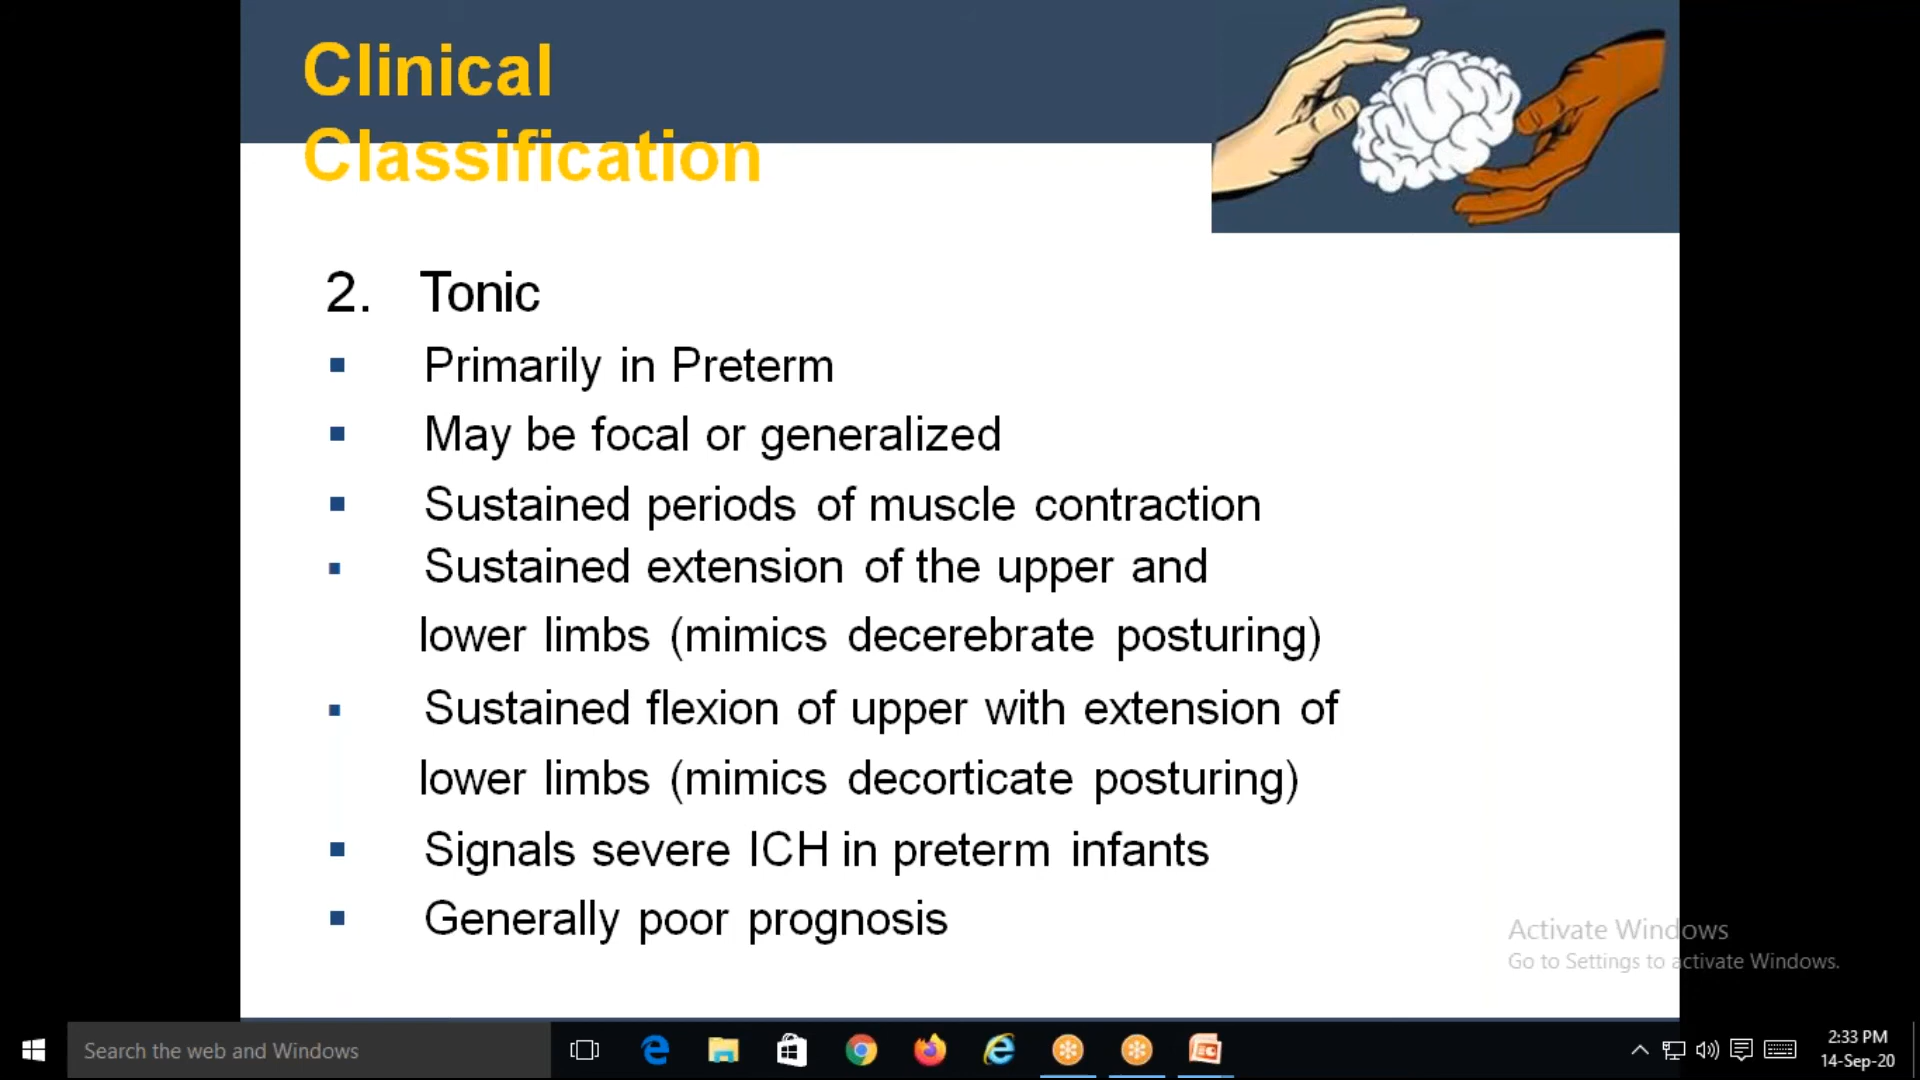 Clinical
Classification
2. Tonic
▪ Primarily in Preterm
▪ May be focal or generalized
▪ Sustained periods of muscle contraction
▪ Sustained extension of the upper and
lower limbs (mimics decerebrate posturing)
▪ Sustained flexion of upper with extension of
lower limbs (mimics decorticate posturing)
▪ Signals severe ICH in preterm infants
▪ Generally poor prognosis
Activate Windows
Go to Settings to activate Windows.
Search the web and Windows
2:33 PM
14-Sep-20